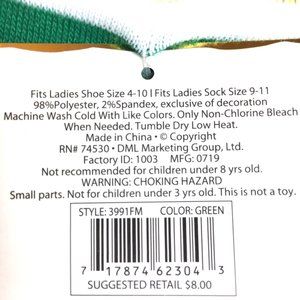 Fits Ladies Shoe Size 4-10 | Fits Ladies Sock Size 9-11
98%Polyester, 2%Spandex, exclusive of decoration
Machine Wash Cold With like Colors. Only Non-Chlorine Bleach
When Needed. Tumble Dry Low Heat.
Made in China • © Copyright
RN# 74530 • DML Marketing Group, Ltd.
Factory ID: 1003 MFG: 0719
Not recommended for children under 8 yrs old.
WARNING: CHOKING HAZARD
Small parts. Not for children under 3 yrs old. This is not a toy.
STYLE: 3991FM COLOR: GREEN
7 17874 62304 3
SUGGESTED RETAIL $8.00